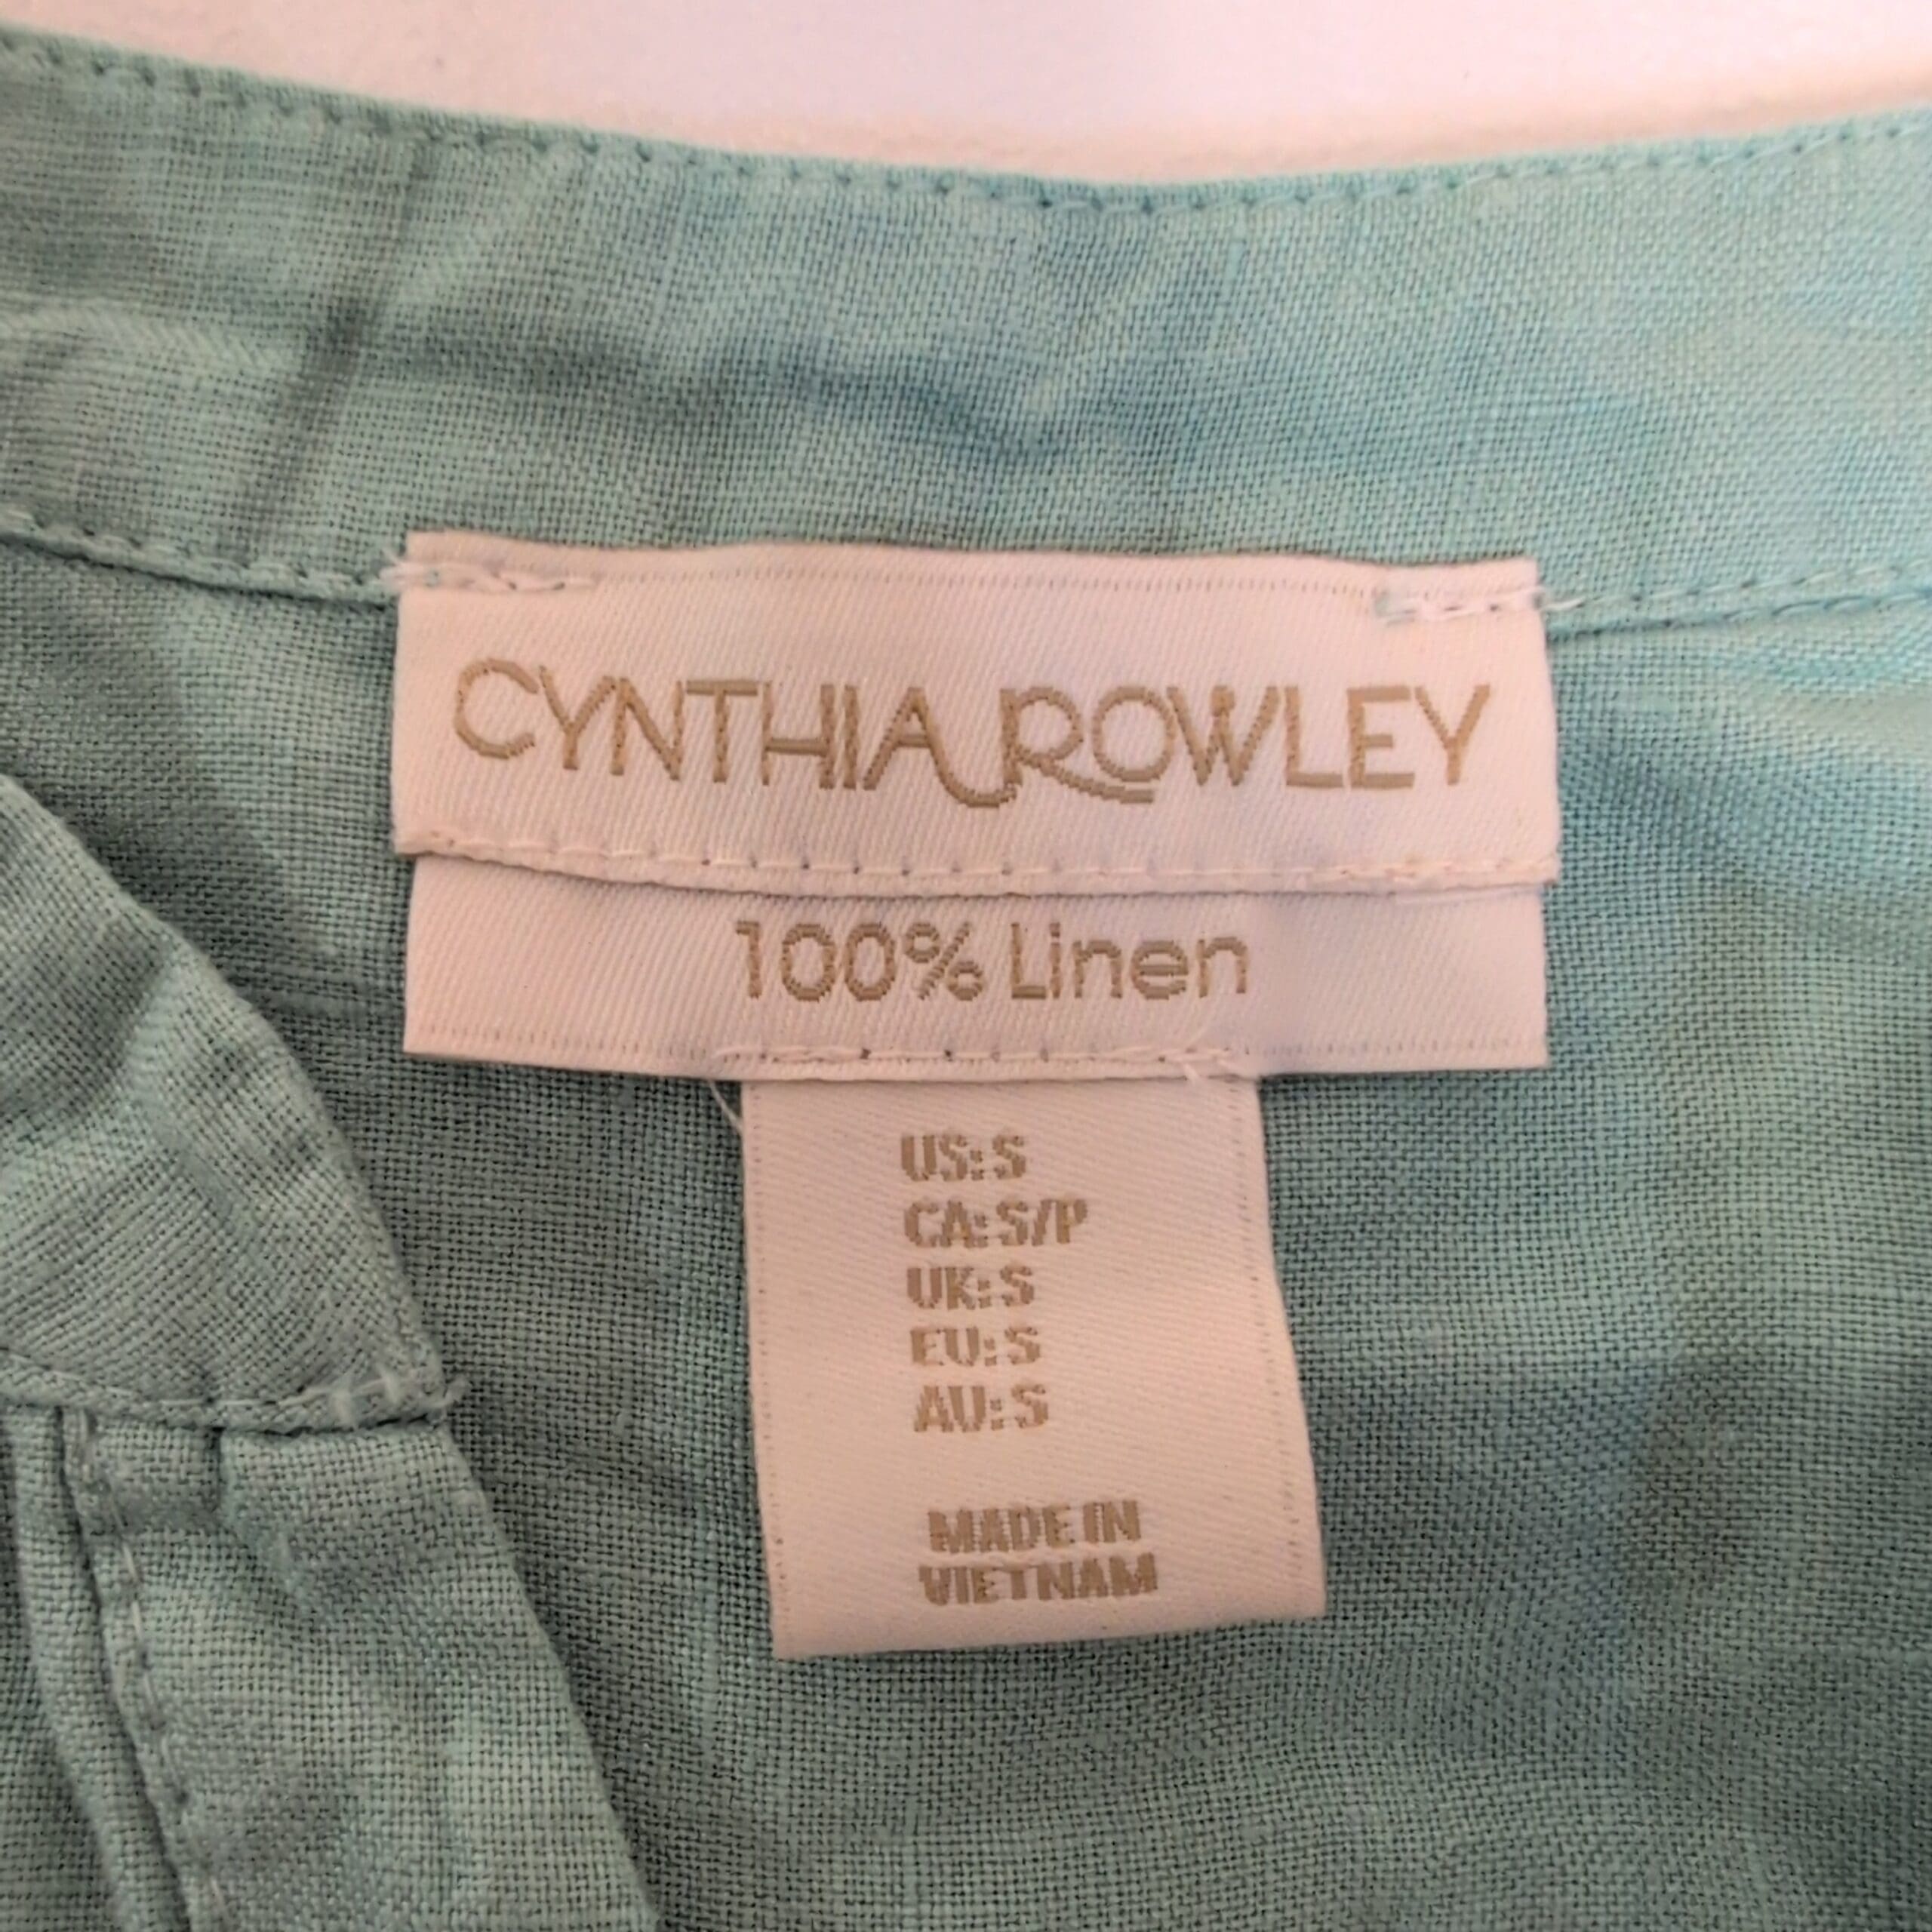 CYNTHIA ROWLEY
100% Linen
US: S
CA: S/P
UK: S
EU: S
AU: S
MADE IN
VIETNAM